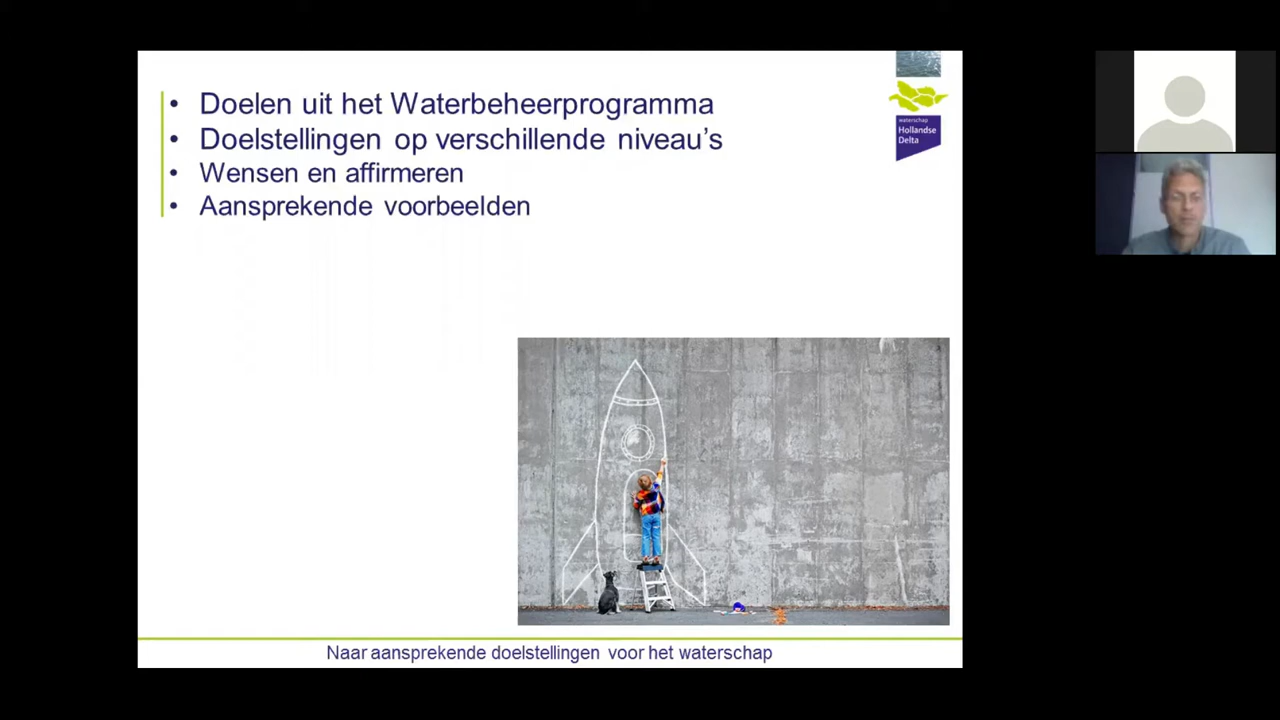 • Doelen uit het Waterbeheerprogramma
• Doelstellingen op verschillende niveau’s
• Wensen en affirmeren
• Aansprekende voorbeelden
waterschap
Hollandse
Delta
Naar aansprekende doelstellingen voor het waterschap